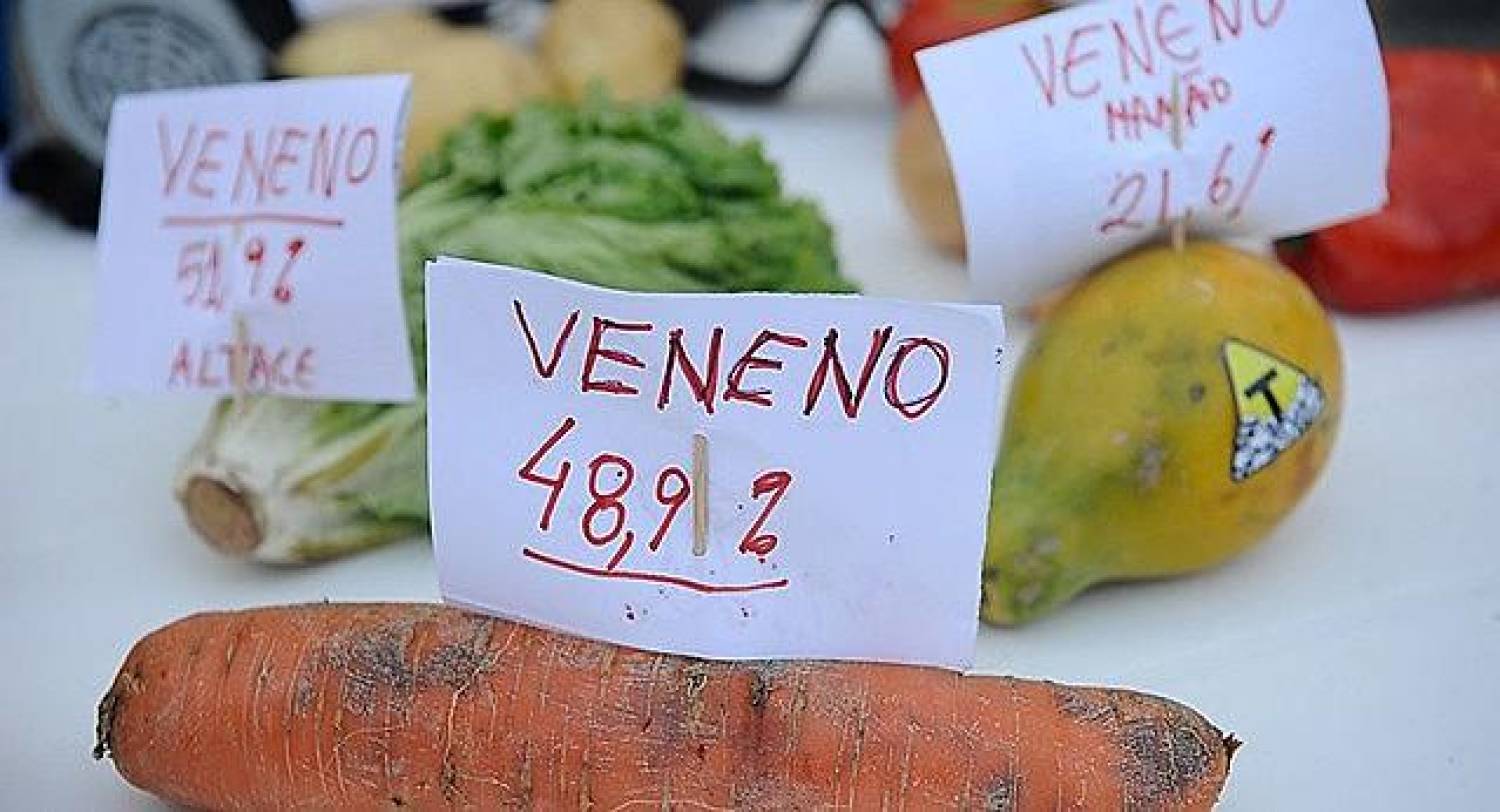 VENENO
51,9%
ALFACE
VENENO
48,9%
VENENO
MAMÃO
21,6%
T